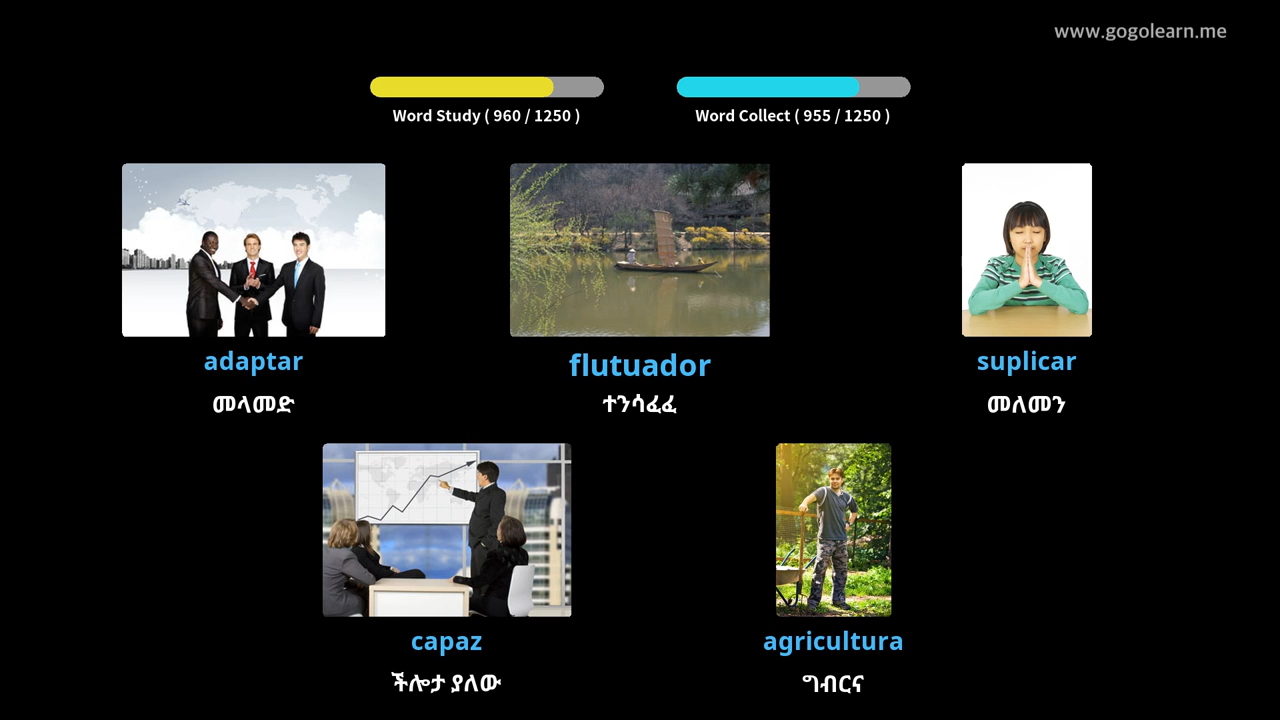 www.gogolearn.me
Word Study ( 960 / 1250 )
Word Collect ( 955 / 1250 )
adaptar
flutuador
suplicar
መላመድ
ተንሳፈፈ
መለመን
capaz
agricultura
ችሎታ ያለው
ግብርና